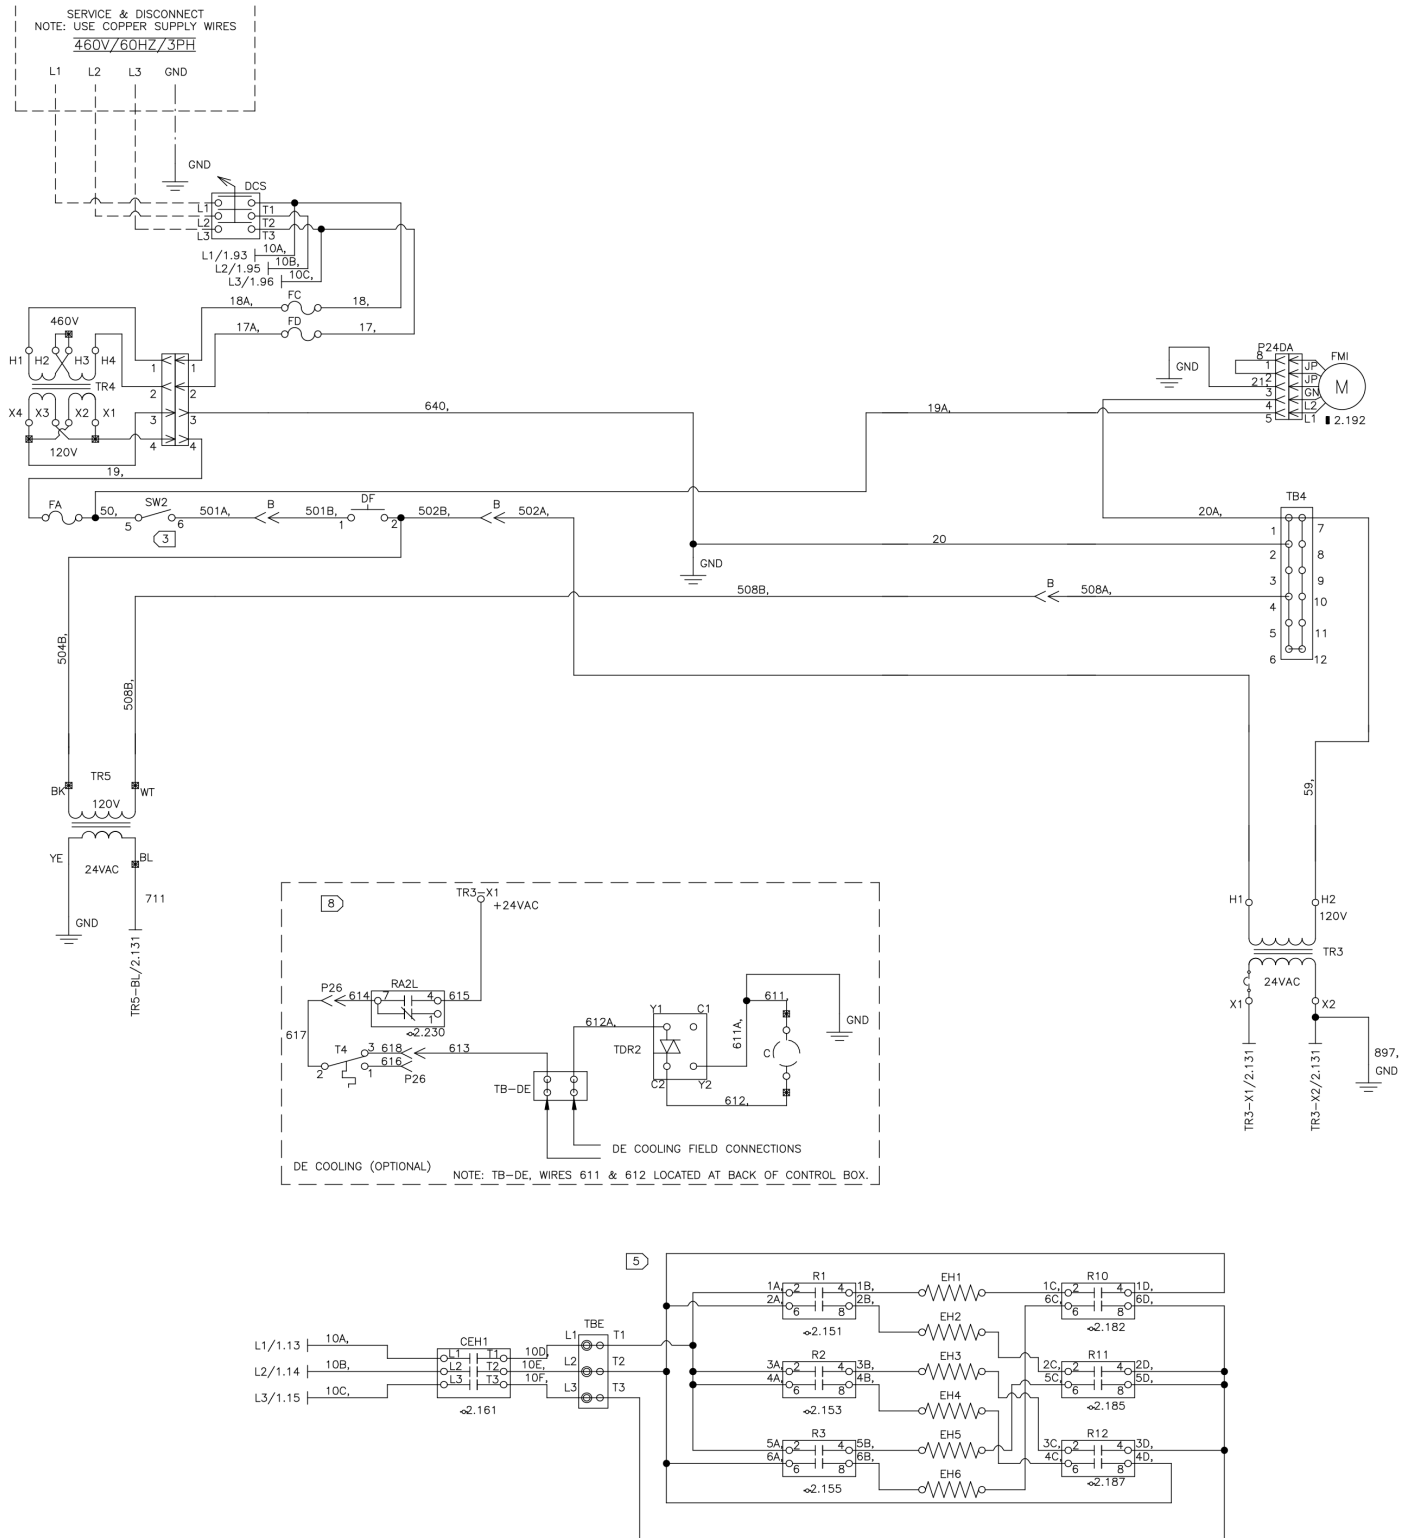 SERVICE & DISCONNECT
NOTE: USE COPPER SUPPLY WIRES
460V/60HZ/3PH
L1 L2 L3 GND
GND
DCS
L1 T1
L2 T2
L3 T3
L1/1.93 10A,
L2/1.95 10B,
L3/1.96 10C,
18A, FC 18,
17A, FD 17,
460V
H1 H2 H3 H4
TR4
X4 X3 X2 X1
120V
1 1
2 2
3 3
4 4
640,
19,
19A,
GND
P24DA
FMI
8
1 JP
21, 2 JP
3 GN
4 L2
5 L1
M
2.192
FA 50, SW2
5 6
3
501A, B 501B, DF
1 2
502B, B 502A,
20A,
TB4
1 7
2 8
3 9
4 10
5 11
6 12
20
GND
508B, B 508A,
504B,
508B,
TR5
BK WT
120V
YE BL
24VAC
711
GND
TR5-BL/2.131
59,
H1 H2
120V
TR3
24VAC
X1 X2
897,
GND
TR3-X1/2.131
TR3-X2/2.131
8
TR3-X1
+24VAC
P26 614 RA2L 615
7 4
1
2.230
617
T4
2 3 618 613
1 616
P26
TB-DE
612A,
Y1 C1
TDR2
C2 Y2
611A,
611,
C
612,
GND
DE COOLING FIELD CONNECTIONS
DE COOLING (OPTIONAL)
NOTE: TB-DE, WIRES 611 & 612 LOCATED AT BACK OF CONTROL BOX.
5
L1/1.13 10A,
L2/1.14 10B,
L3/1.15 10C,
CEH1
L1 T1 10D,
L2 T2 10E,
L3 T3 10F,
2.161
TBE
L1 T1
L2 T2
L3 T3
R1
1A, 2 4 1B,
2A, 6 8 2B,
2.151
R2
3A, 2 4 3B,
4A, 6 8 4B,
2.153
R3
5A, 2 4 5B,
6A, 6 8 6B,
2.155
EH1
EH2
EH3
EH4
EH5
EH6
R10
1C, 2 4 1D,
6C, 6 8 6D,
2.182
R11
2C, 2 4 2D,
5C, 6 8 5D,
2.185
R12
3C, 2 4 3D,
4C, 6 8 4D,
2.187